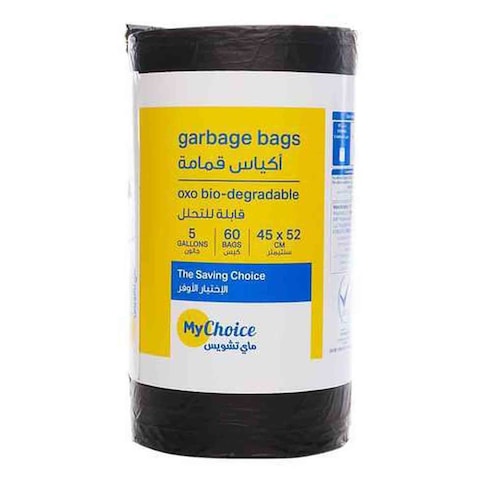 garbage bags
أكياس قمامة
oxo bio-degradable
قابلة للتحلل
5 60 45 x 52
GALLONS BAGS CM
جالون كيس سنتيمتر
The Saving Choice
الإختيار الأوفر
MyChoice
ماي تشويس